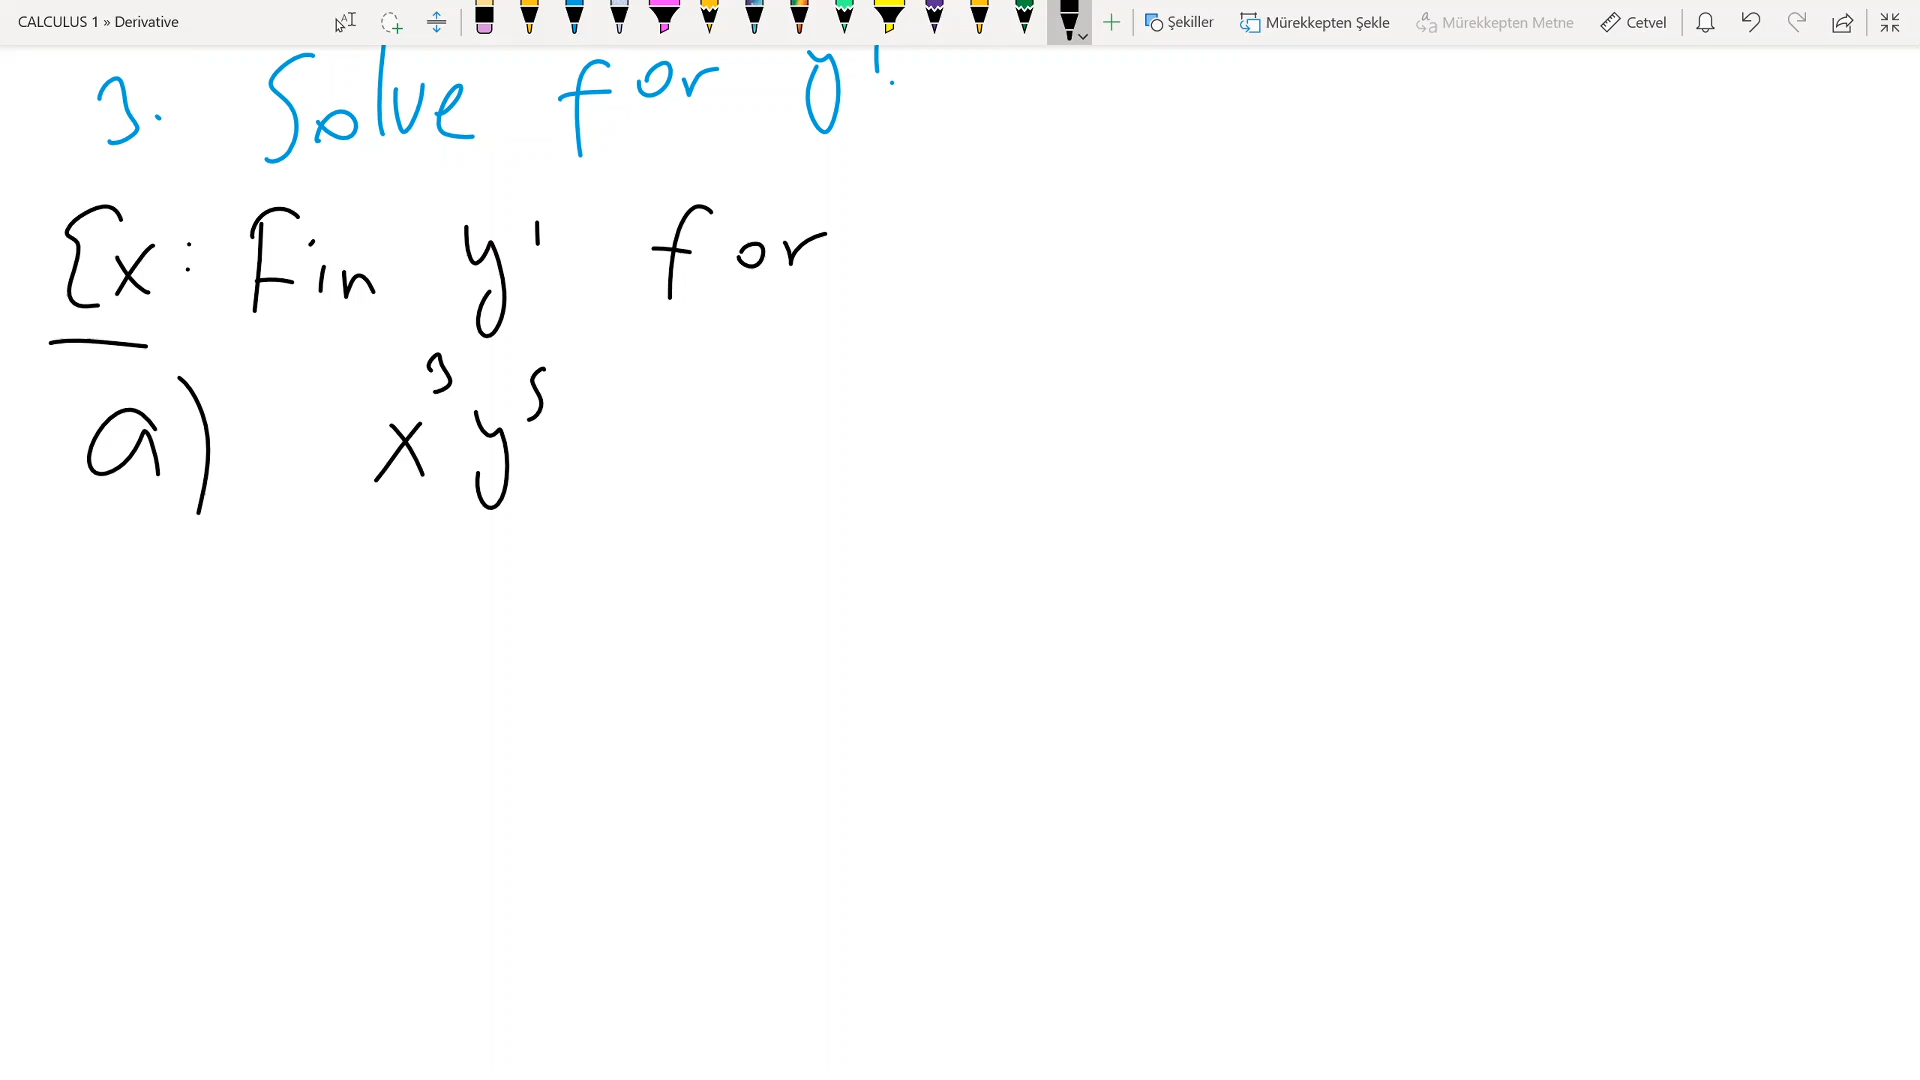 CALCULUS 1 » Derivative Şekiller Mürekkepten Şekle Mürekkepten Metne Cetvel
3. Solve for y'.
Ex: Fin y' for
a) x³y⁵